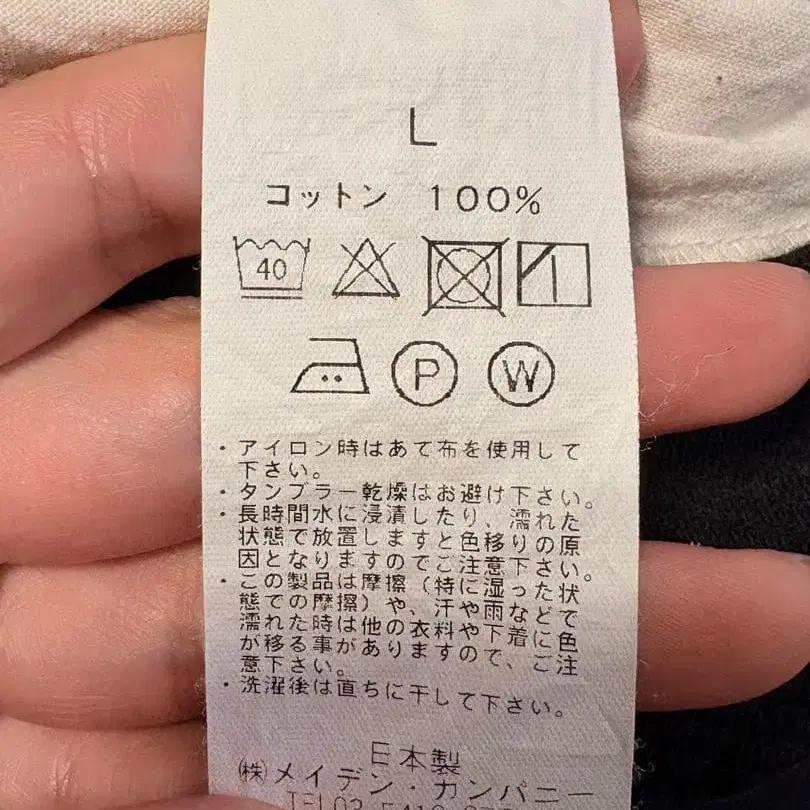 L
コットン 100%
40
P W
・アイロン時はあて布を使用して
下さい。
・タンブラー乾燥はお避け下さい。
・長時間水に浸漬したり、濡れた
状態で放置しますと色移りの原
因となりますのでご注意下さい。
・この製品は摩擦（特に湿った状
態での摩擦）や、汗や雨などで
濡れた時は他の衣料や下着に色
が移る事がありますので、ご注
意下さい。
・洗濯後は直ちに干して下さい。
日本製
㈱メイデン・カンパニー
TEL03